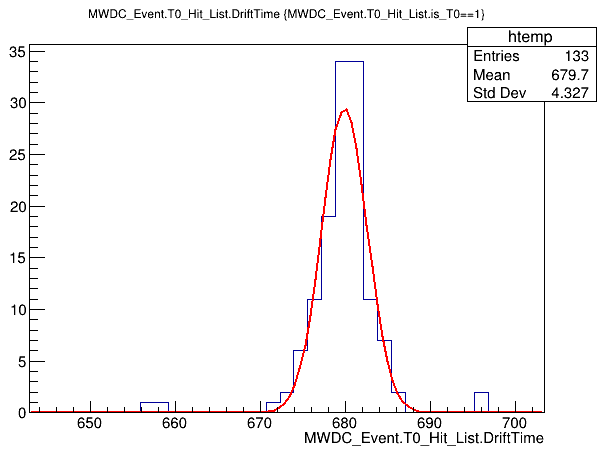 MWDC_Event.T0_Hit_List.DriftTime {MWDC_Event.T0_Hit_List.is_T0==1}
htemp
Entries 133
Mean 679.7
Std Dev 4.327
35
30
25
20
15
10
5
0
650 660 670 680 690 700
MWDC_Event.T0_Hit_List.DriftTime